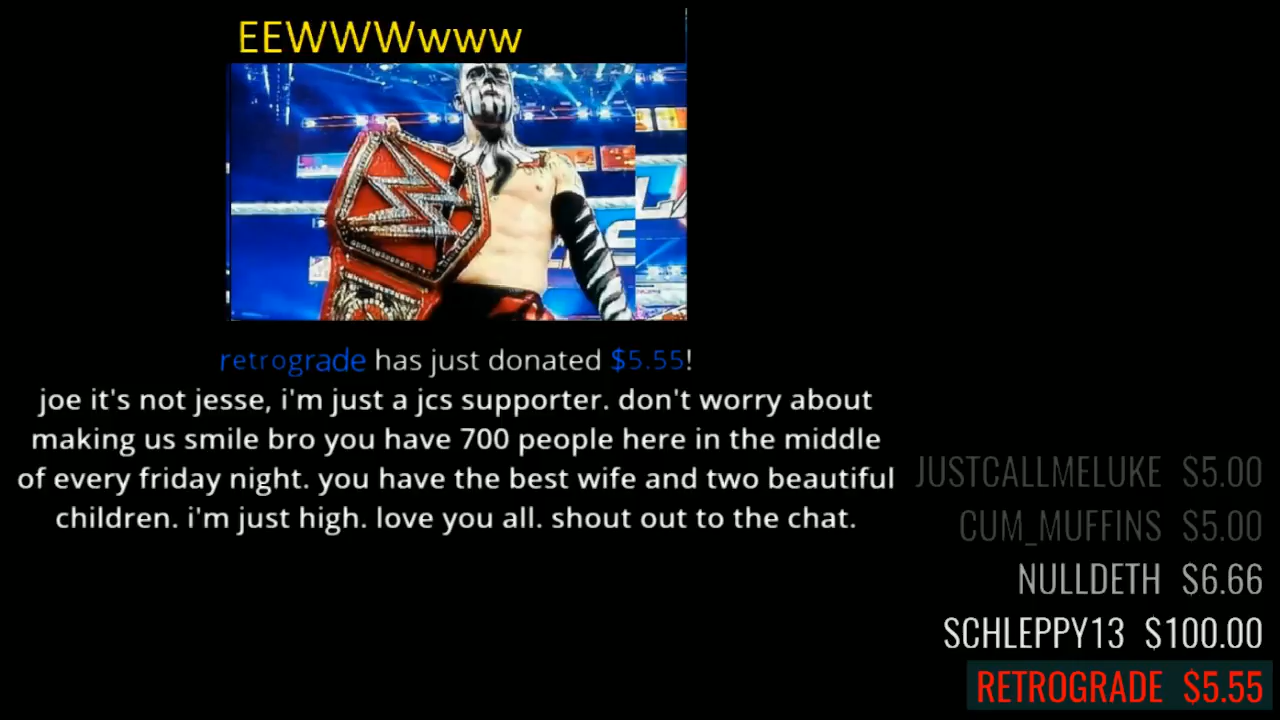 EEWWWwww
retrograde has just donated $5.55!
joe it's not jesse, i'm just a jcs supporter. don't worry about
making us smile bro you have 700 people here in the middle
of every friday night. you have the best wife and two beautiful
children. i'm just high. love you all. shout out to the chat.
JUSTCALLMELUKE $5.00
CUM_MUFFINS $5.00
NULLDETH $6.66
SCHLEPPY13 $100.00
RETROGRADE $5.55